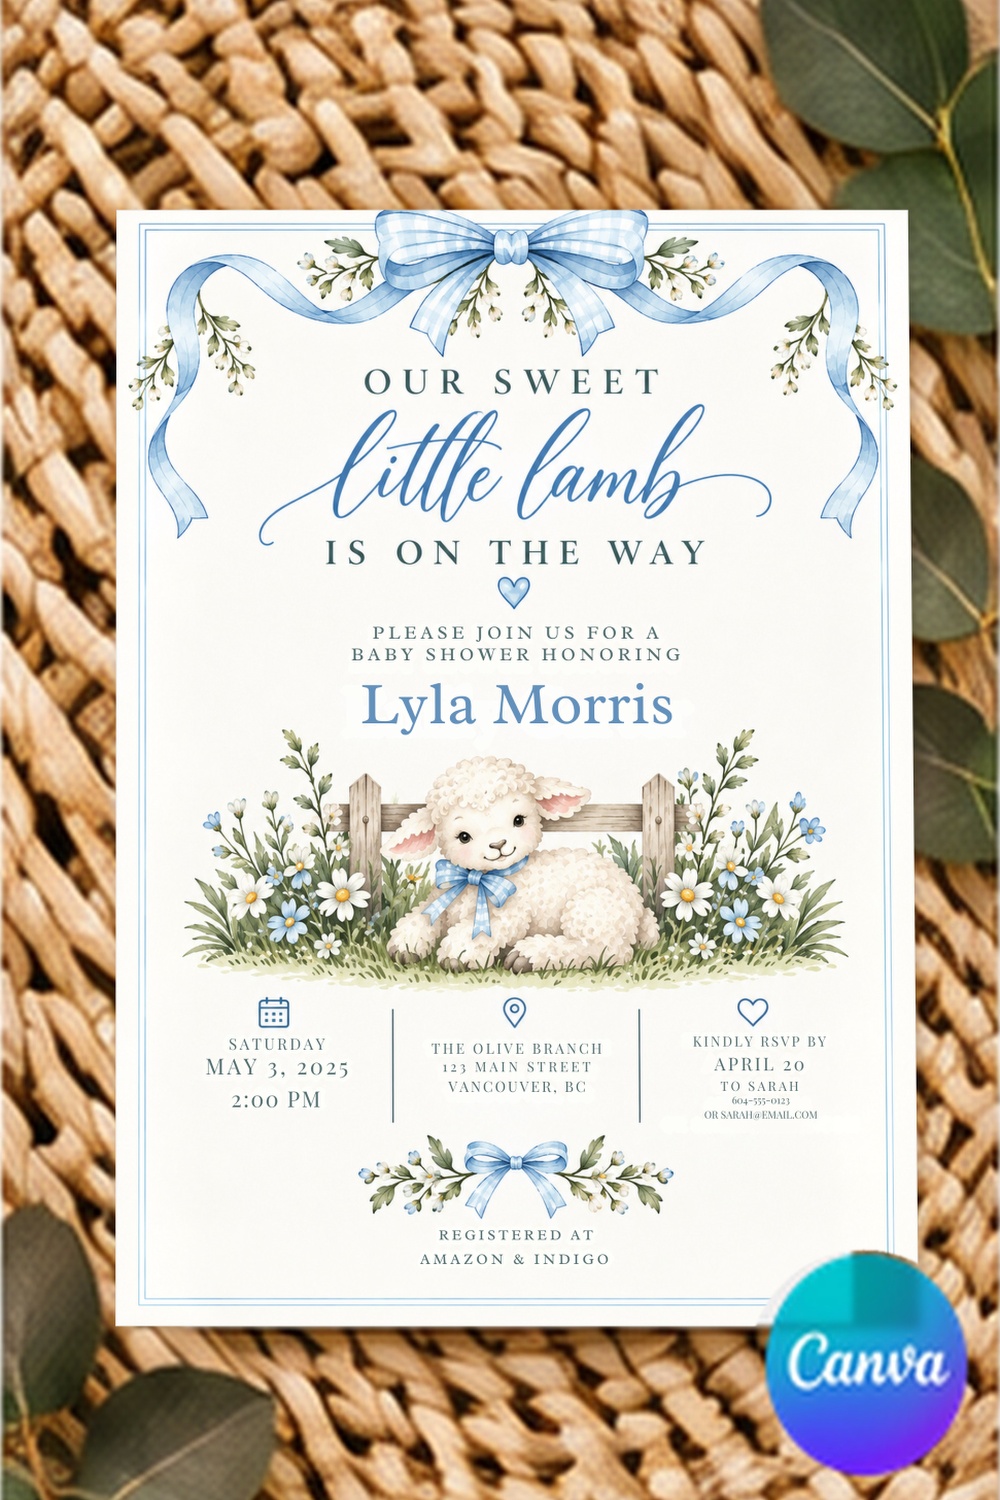 OUR SWEET
little lamb
IS ON THE WAY
PLEASE JOIN US FOR A
BABY SHOWER HONORING
Lyla Morris
SATURDAY
MAY 3, 2025
2:00 PM
THE OLIVE BRANCH
123 MAIN STREET
VANCOUVER, BC
KINDLY RSVP BY
APRIL 20
TO SARAH
604-555-0123
OR SARAH@EMAIL.COM
REGISTERED AT
AMAZON & INDIGO
Canva